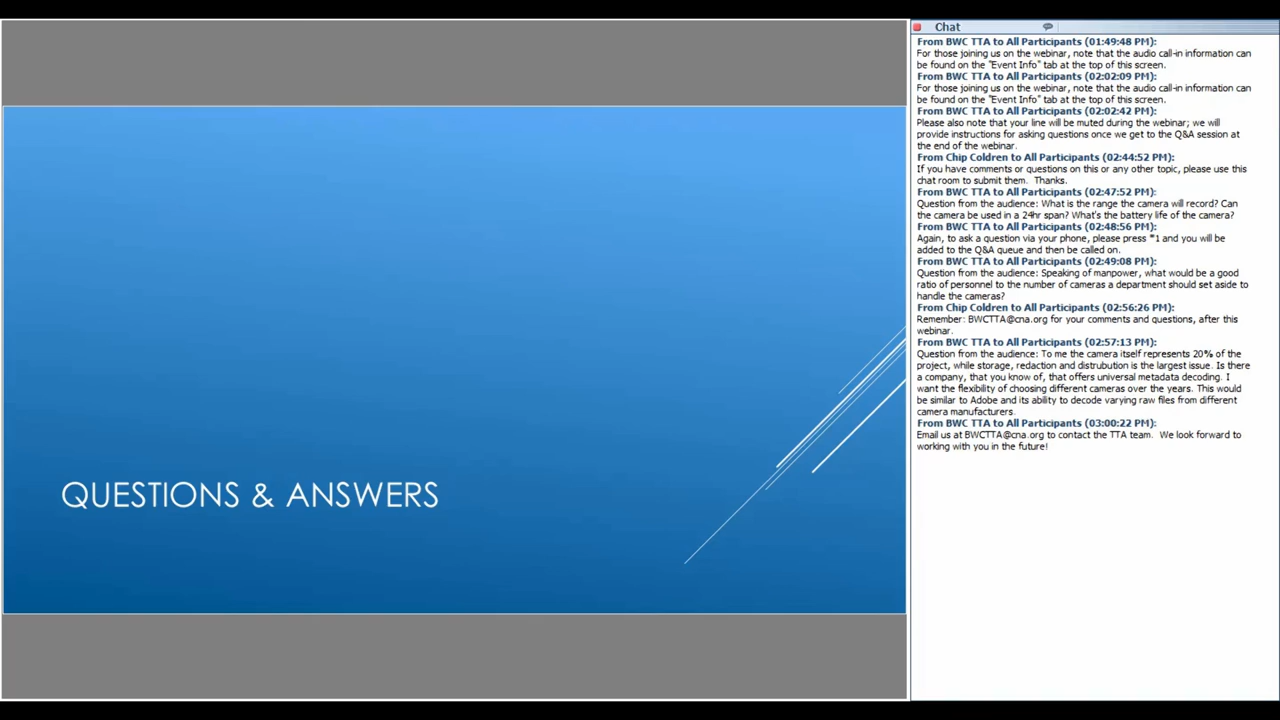 QUESTIONS & ANSWERS
Chat
From BWC TTA to All Participants (01:49:48 PM):
For those joining us on the webinar, note that the audio call-in information can
be found on the "Event Info" tab at the top of this screen.
From BWC TTA to All Participants (02:02:09 PM):
For those joining us on the webinar, note that the audio call-in information can
be found on the "Event Info" tab at the top of this screen.
From BWC TTA to All Participants (02:02:42 PM):
Please also note that your line will be muted during the webinar; we will
provide instructions for asking questions once we get to the Q&A session at
the end of the webinar.
From Chip Coldren to All Participants (02:44:52 PM):
If you have comments or questions on this or any other topic, please use this
chat room to submit them.  Thanks.
From BWC TTA to All Participants (02:47:52 PM):
Question from the audience: What is the range the camera will record? Can
the camera be used in a 24hr span? What's the battery life of the camera?
From BWC TTA to All Participants (02:48:56 PM):
Again, to ask a question via your phone, please press *1 and you will be
added to the Q&A queue and then be called on.
From BWC TTA to All Participants (02:49:08 PM):
Question from the audience: Speaking of manpower, what would be a good
ratio of personnel to the number of cameras a department should set aside to
handle the cameras?
From Chip Coldren to All Participants (02:56:26 PM):
Remember: BWCTTA@cna.org for your comments and questions, after this
webinar.
From BWC TTA to All Participants (02:57:13 PM):
Question from the audience: To me the camera itself represents 20% of the
project, while storage, redaction and distrubution is the largest issue. Is there
a company, that you know of, that offers universal metadata decoding. I
want the flexibility of choosing different cameras over the years. This would
be similar to Adobe and its ability to decode varying raw files from different
camera manufacturers.
From BWC TTA to All Participants (03:00:22 PM):
Email us at BWCTTA@cna.org to contact the TTA team.  We look forward to
working with you in the future!